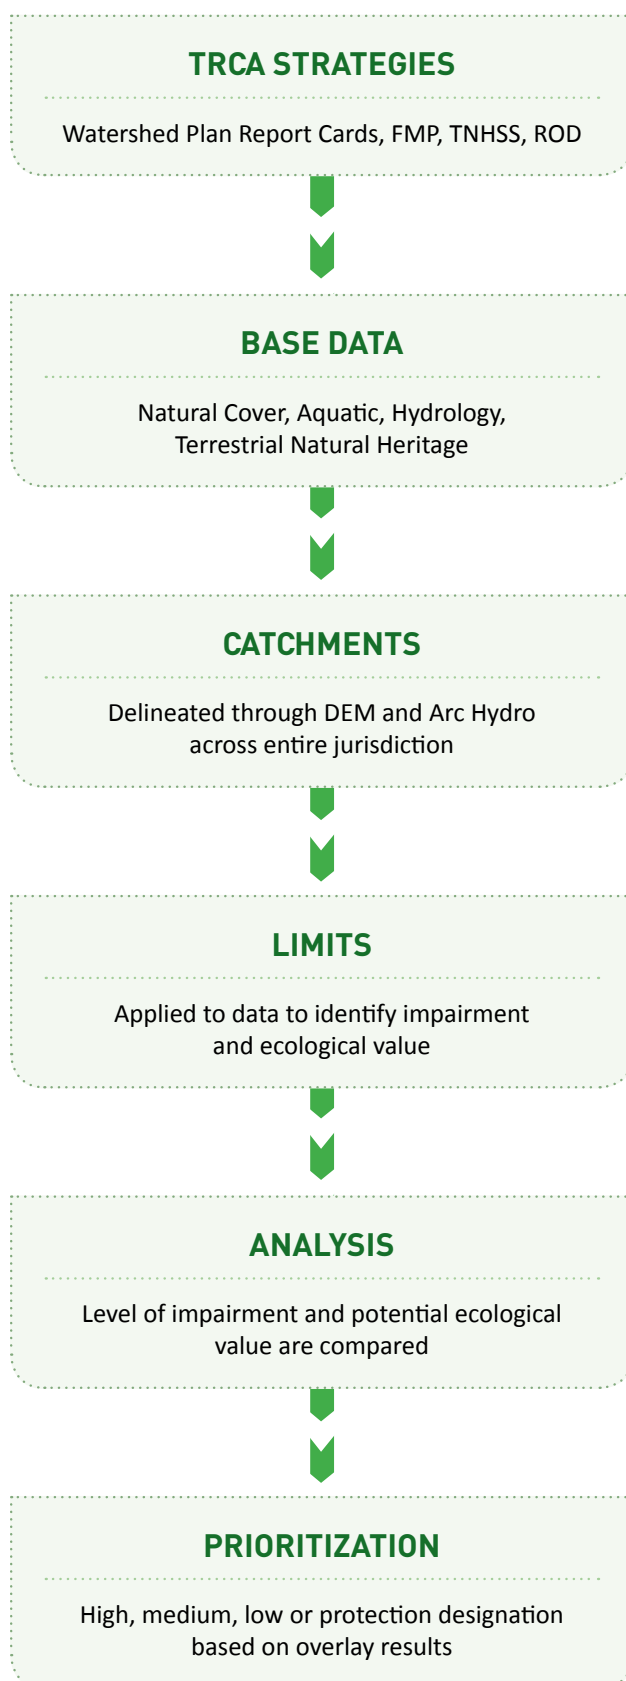 TRCA STRATEGIES
Watershed Plan Report Cards, FMP, TNHSS, ROD
BASE DATA
Natural Cover, Aquatic, Hydrology,
Terrestrial Natural Heritage
CATCHMENTS
Delineated through DEM and Arc Hydro
across entire jurisdiction
LIMITS
Applied to data to identify impairment
and ecological value
ANALYSIS
Level of impairment and potential ecological
value are compared
PRIORITIZATION
High, medium, low or protection designation
based on overlay results